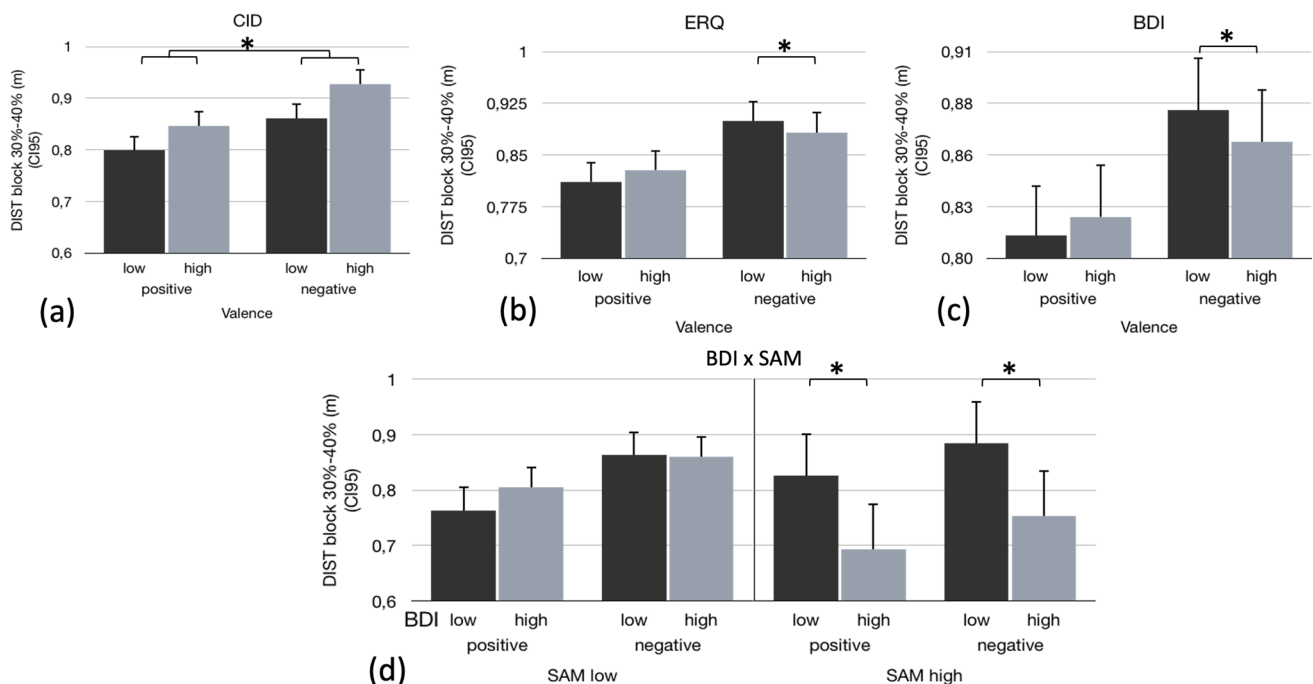 CID
*
1
0,9
0,8
0,7
0,6
DIST block 30%-40% (m)
(CI95)
low high low high
positive negative
Valence
(a)
ERQ
*
1
0,925
0,85
0,775
0,7
DIST block 30%-40% (m)
(CI95)
low high low high
positive negative
Valence
(b)
BDI
*
0,91
0,88
0,86
0,83
0,80
DIST block 30%-40% (m)
(CI95)
low high low high
positive negative
Valence
(c)
BDI x SAM
* *
1
0,9
0,8
0,7
0,6
DIST block 30%-40% (m)
(CI95)
BDI low high low high low high low high
positive negative positive negative
SAM low SAM high
(d)